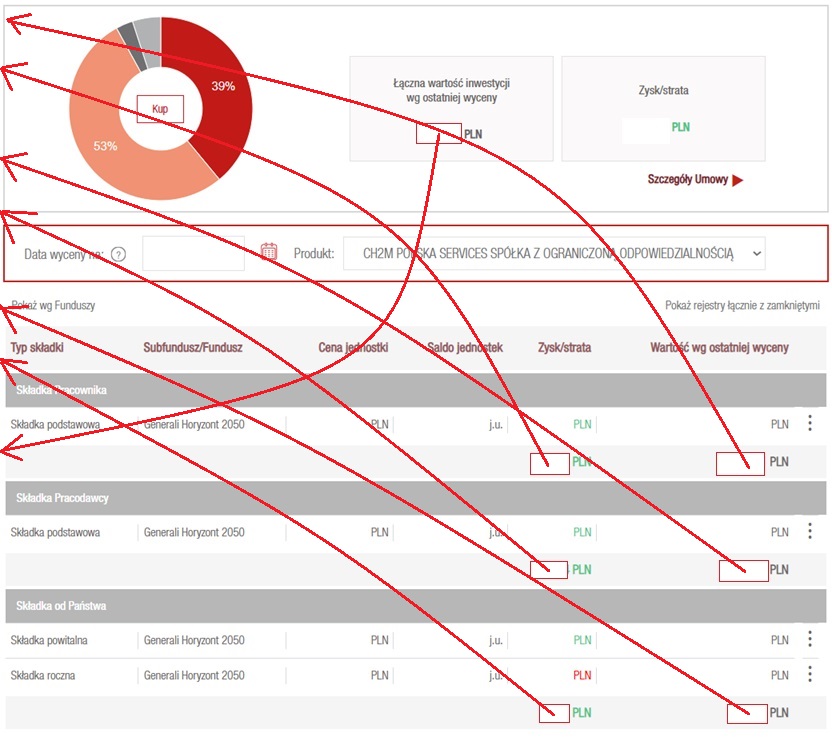 39%
Kup
53%
Łączna wartość inwestycji
wg ostatniej wyceny
PLN
Zysk/strata
PLN
Szczegóły Umowy
Data wyceny na: ?
Produkt: CH2M POLSKA SERVICES SPÓŁKA Z OGRANICZONĄ ODPOWIEDZIALNOŚCIĄ
Pokaż wg Funduszy Pokaż rejestry łącznie z zamkniętymi
Typ składki Subfundusz/Fundusz Cena jednostki Saldo jednostek Zysk/strata Wartość wg ostatniej wyceny
Składka Pracownika
Składka podstawowa Generali Horyzont 2050 PLN j.u. PLN PLN
PLN PLN
Składka Pracodawcy
Składka podstawowa Generali Horyzont 2050 PLN j.u. PLN PLN
PLN PLN
Składka od Państwa
Składka powitalna Generali Horyzont 2050 PLN j.u. PLN PLN
Składka roczna Generali Horyzont 2050 PLN j.u. PLN PLN
PLN PLN